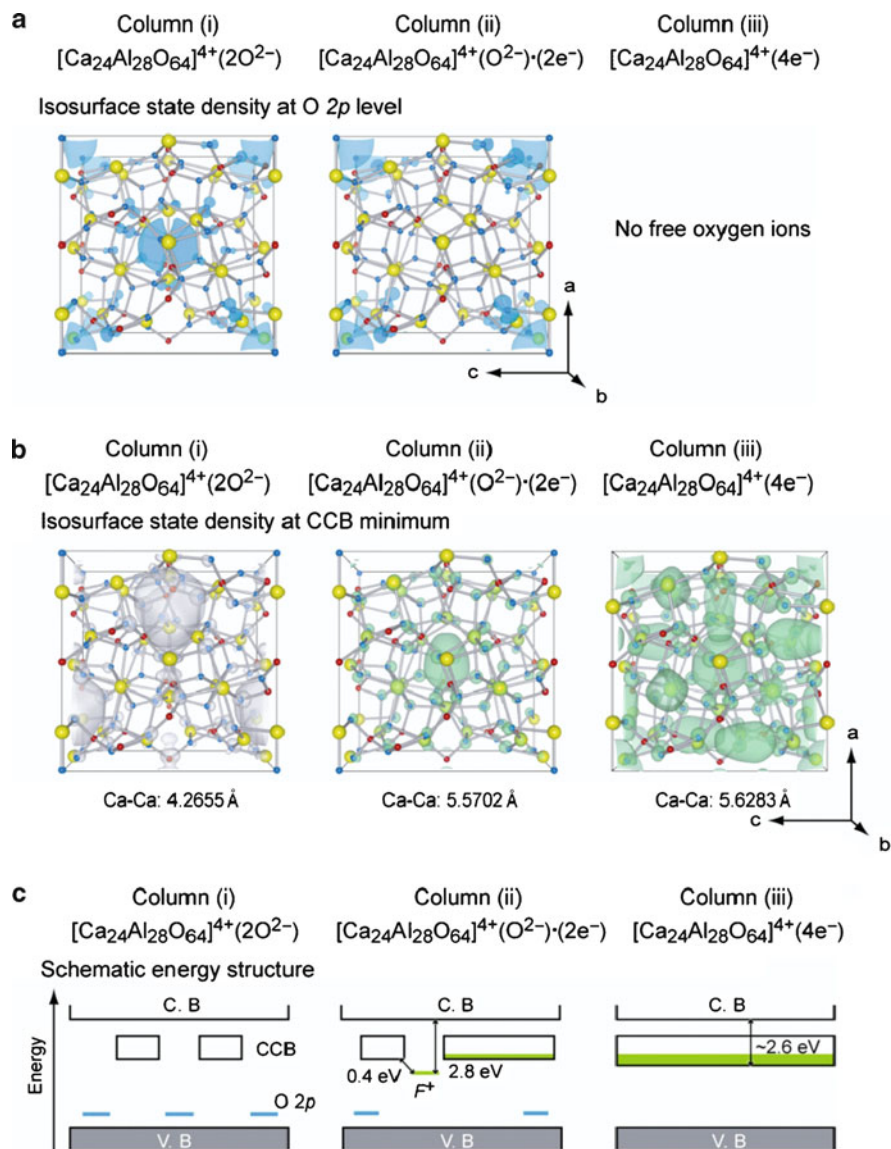 a
Column (i) Column (ii) Column (iii)
[Ca₂₄Al₂₈O₆₄]⁴⁺(2O²⁻) [Ca₂₄Al₂₈O₆₄]⁴⁺(O²⁻)·(2e⁻) [Ca₂₄Al₂₈O₆₄]⁴⁺(4e⁻)
Isosurface state density at O 2p level
No free oxygen ions
a
c
b
b
Column (i) Column (ii) Column (iii)
[Ca₂₄Al₂₈O₆₄]⁴⁺(2O²⁻) [Ca₂₄Al₂₈O₆₄]⁴⁺(O²⁻)·(2e⁻) [Ca₂₄Al₂₈O₆₄]⁴⁺(4e⁻)
Isosurface state density at CCB minimum
Ca-Ca: 4.2655 Å Ca-Ca: 5.5702 Å Ca-Ca: 5.6283 Å
a
c
b
c
Column (i) Column (ii) Column (iii)
[Ca₂₄Al₂₈O₆₄]⁴⁺(2O²⁻) [Ca₂₄Al₂₈O₆₄]⁴⁺(O²⁻)·(2e⁻) [Ca₂₄Al₂₈O₆₄]⁴⁺(4e⁻)
Schematic energy structure
Energy
C. B C. B C. B
CCB
~2.6 eV
0.4 eV 2.8 eV
F⁺
O 2p
V. B V. B V. B